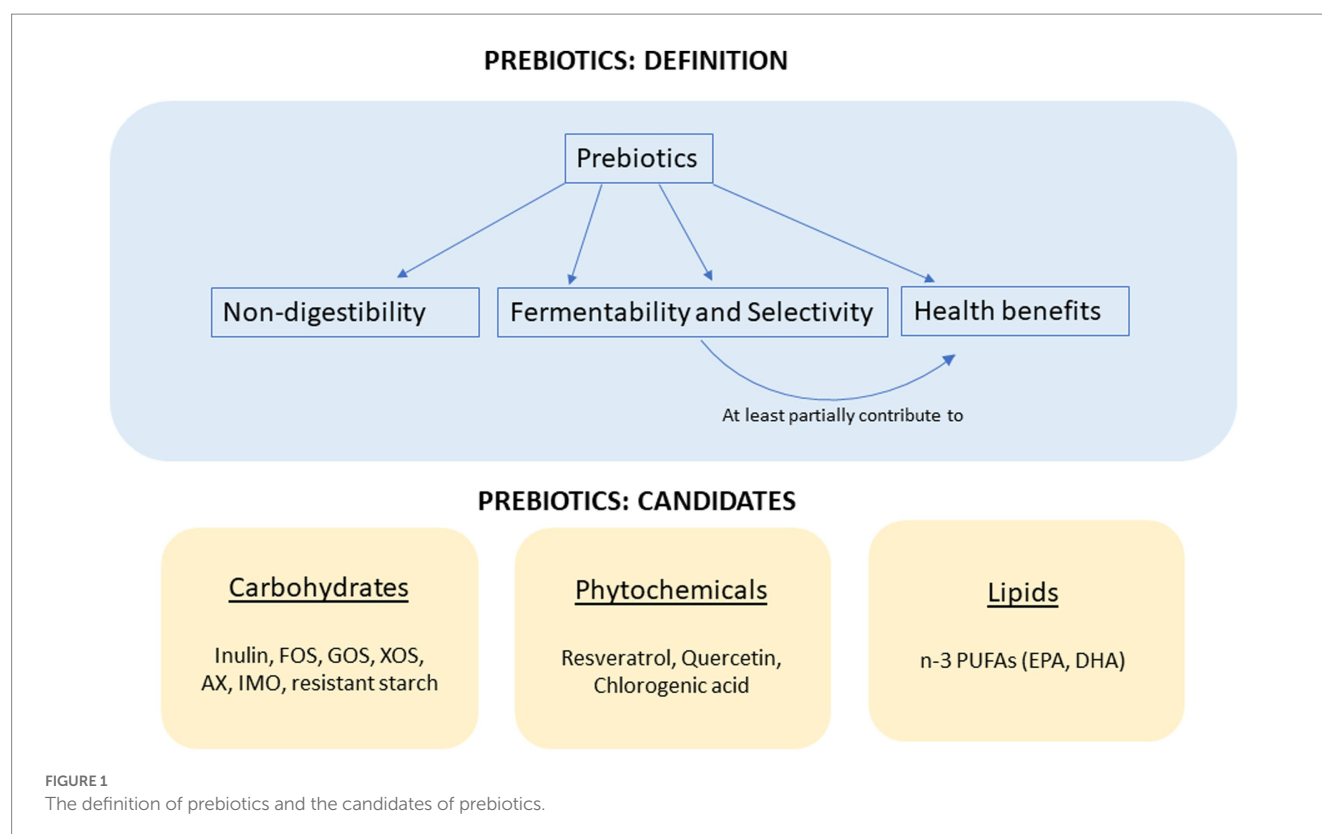 PREBIOTICS: DEFINITION
Prebiotics
Non-digestibility
Fermentability and Selectivity
Health benefits
At least partially contribute to
PREBIOTICS: CANDIDATES
Carbohydrates
Inulin, FOS, GOS, XOS,
AX, IMO, resistant starch
Phytochemicals
Resveratrol, Quercetin,
Chlorogenic acid
Lipids
n-3 PUFAs (EPA, DHA)
FIGURE 1
The definition of prebiotics and the candidates of prebiotics.